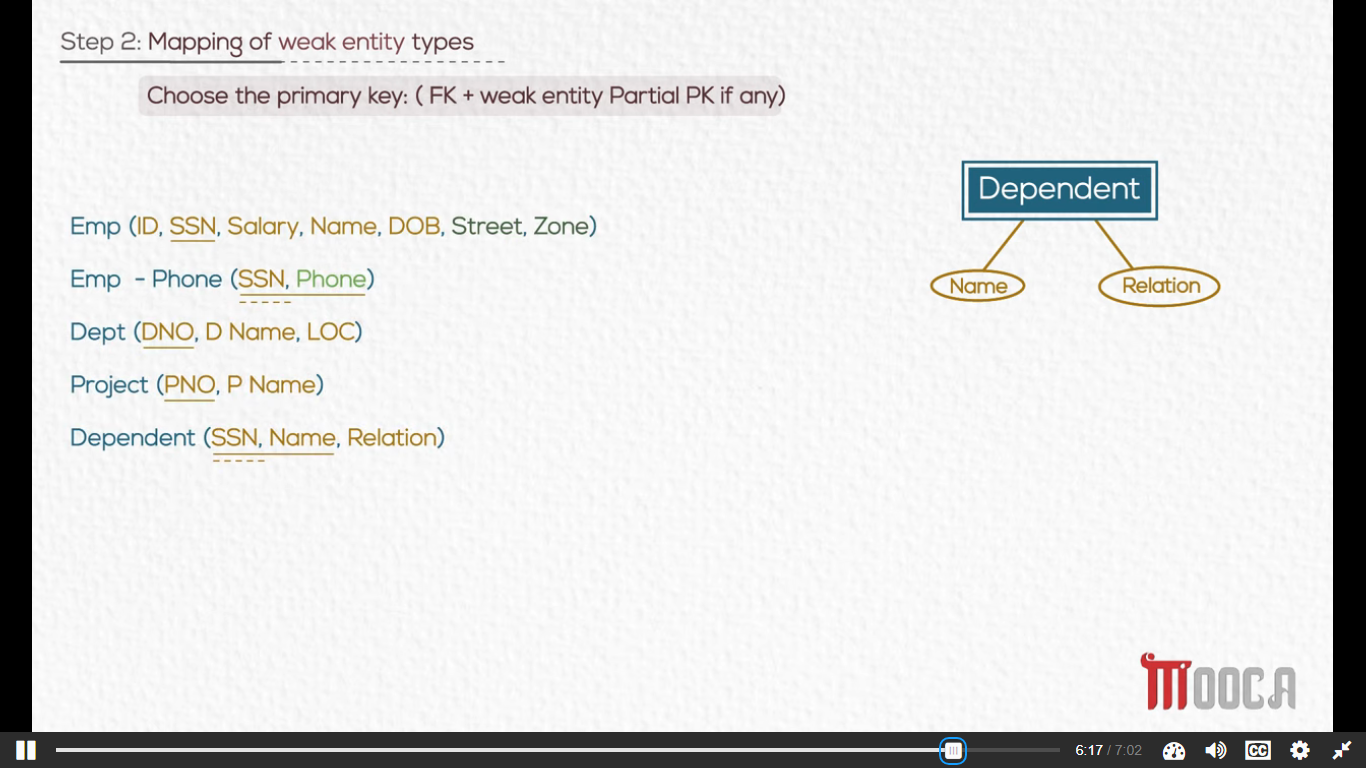 Step 2: Mapping of weak entity types
Choose the primary key: ( FK + weak entity Partial PK if any)
Dependent
Name
Relation
Emp (ID, SSN, Salary, Name, DOB, Street, Zone)
Emp - Phone (SSN, Phone)
Dept (DNO, D Name, LOC)
Project (PNO, P Name)
Dependent (SSN, Name, Relation)
MOOCA
6:17 / 7:02
CC